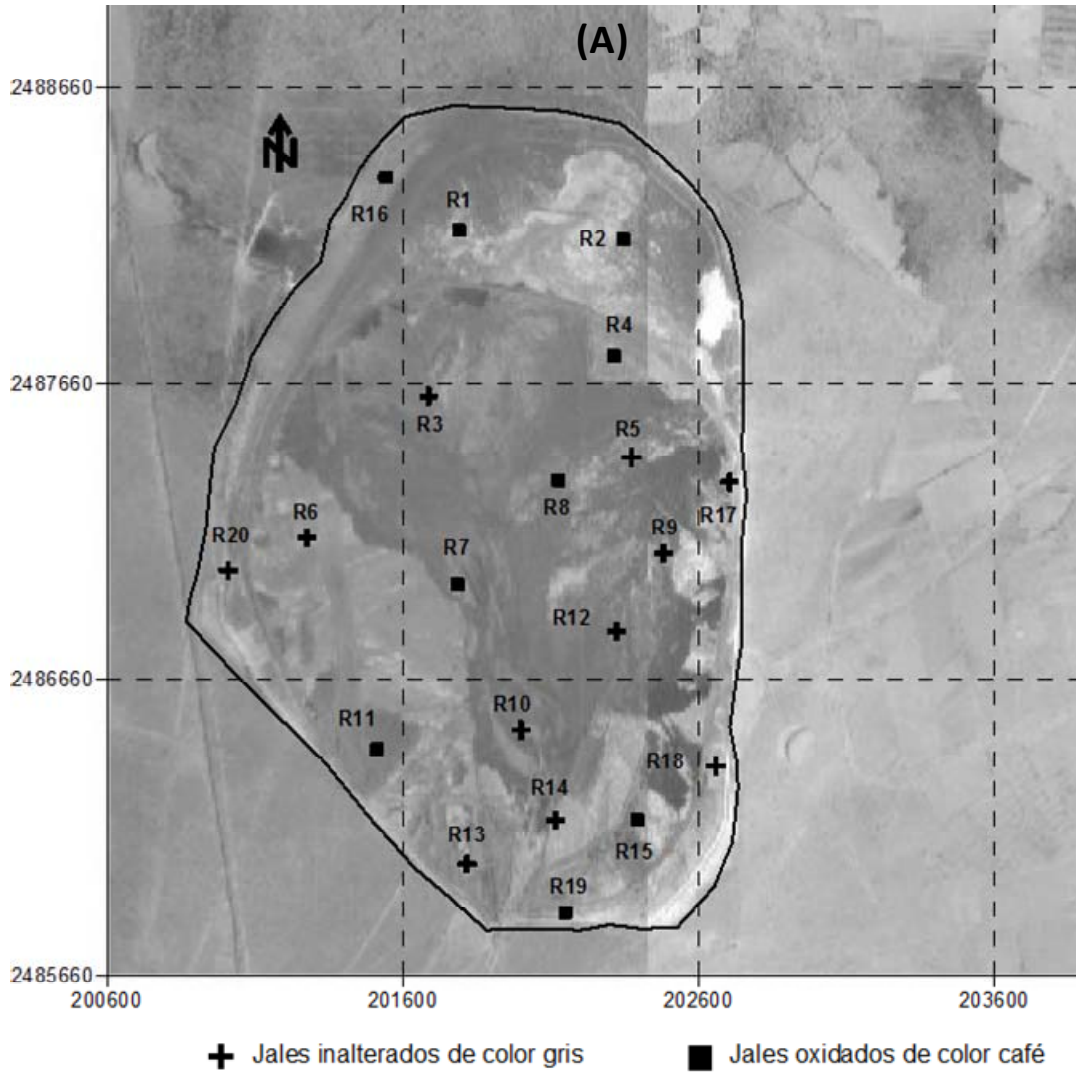 (A)
2488660
N
R16
R1
R2
R4
2487660
R3
R5
R8
R17
R6
R9
R20
R7
R12
2486660
R10
R11
R18
R14
R13
R15
R19
2485660
200600 201600 202600 203600
Jales inalterados de color gris Jales oxidados de color café